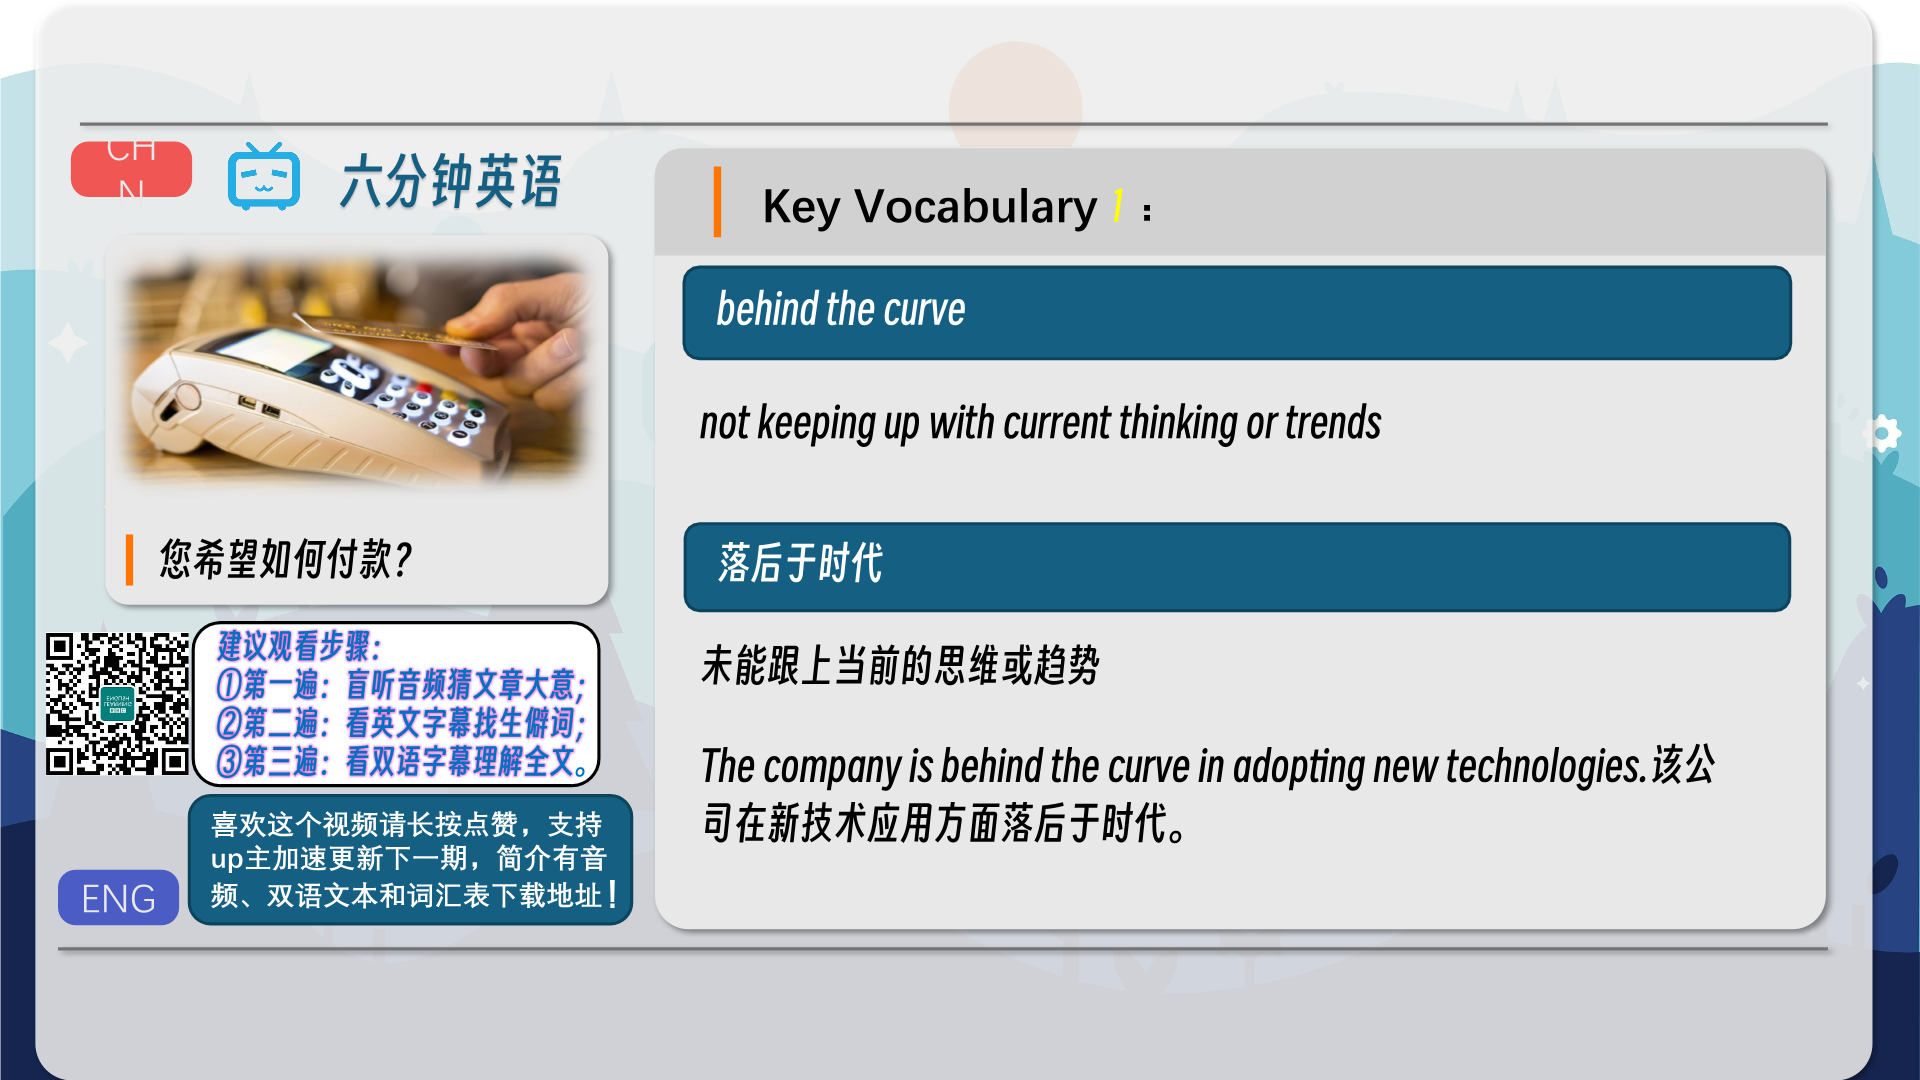 CH
N
六分钟英语
您希望如何付款？
建议观看步骤：
①第一遍：盲听音频猜文章大意；
②第二遍：看英文字幕找生僻词；
③第三遍：看双语字幕理解全文。
喜欢这个视频请长按点赞，支持
up主加速更新下一期，简介有音
频、双语文本和词汇表下载地址！
ENG
Key Vocabulary 1：
behind the curve
not keeping up with current thinking or trends
落后于时代
未能跟上当前的思维或趋势
The company is behind the curve in adopting new technologies.该公
司在新技术应用方面落后于时代。